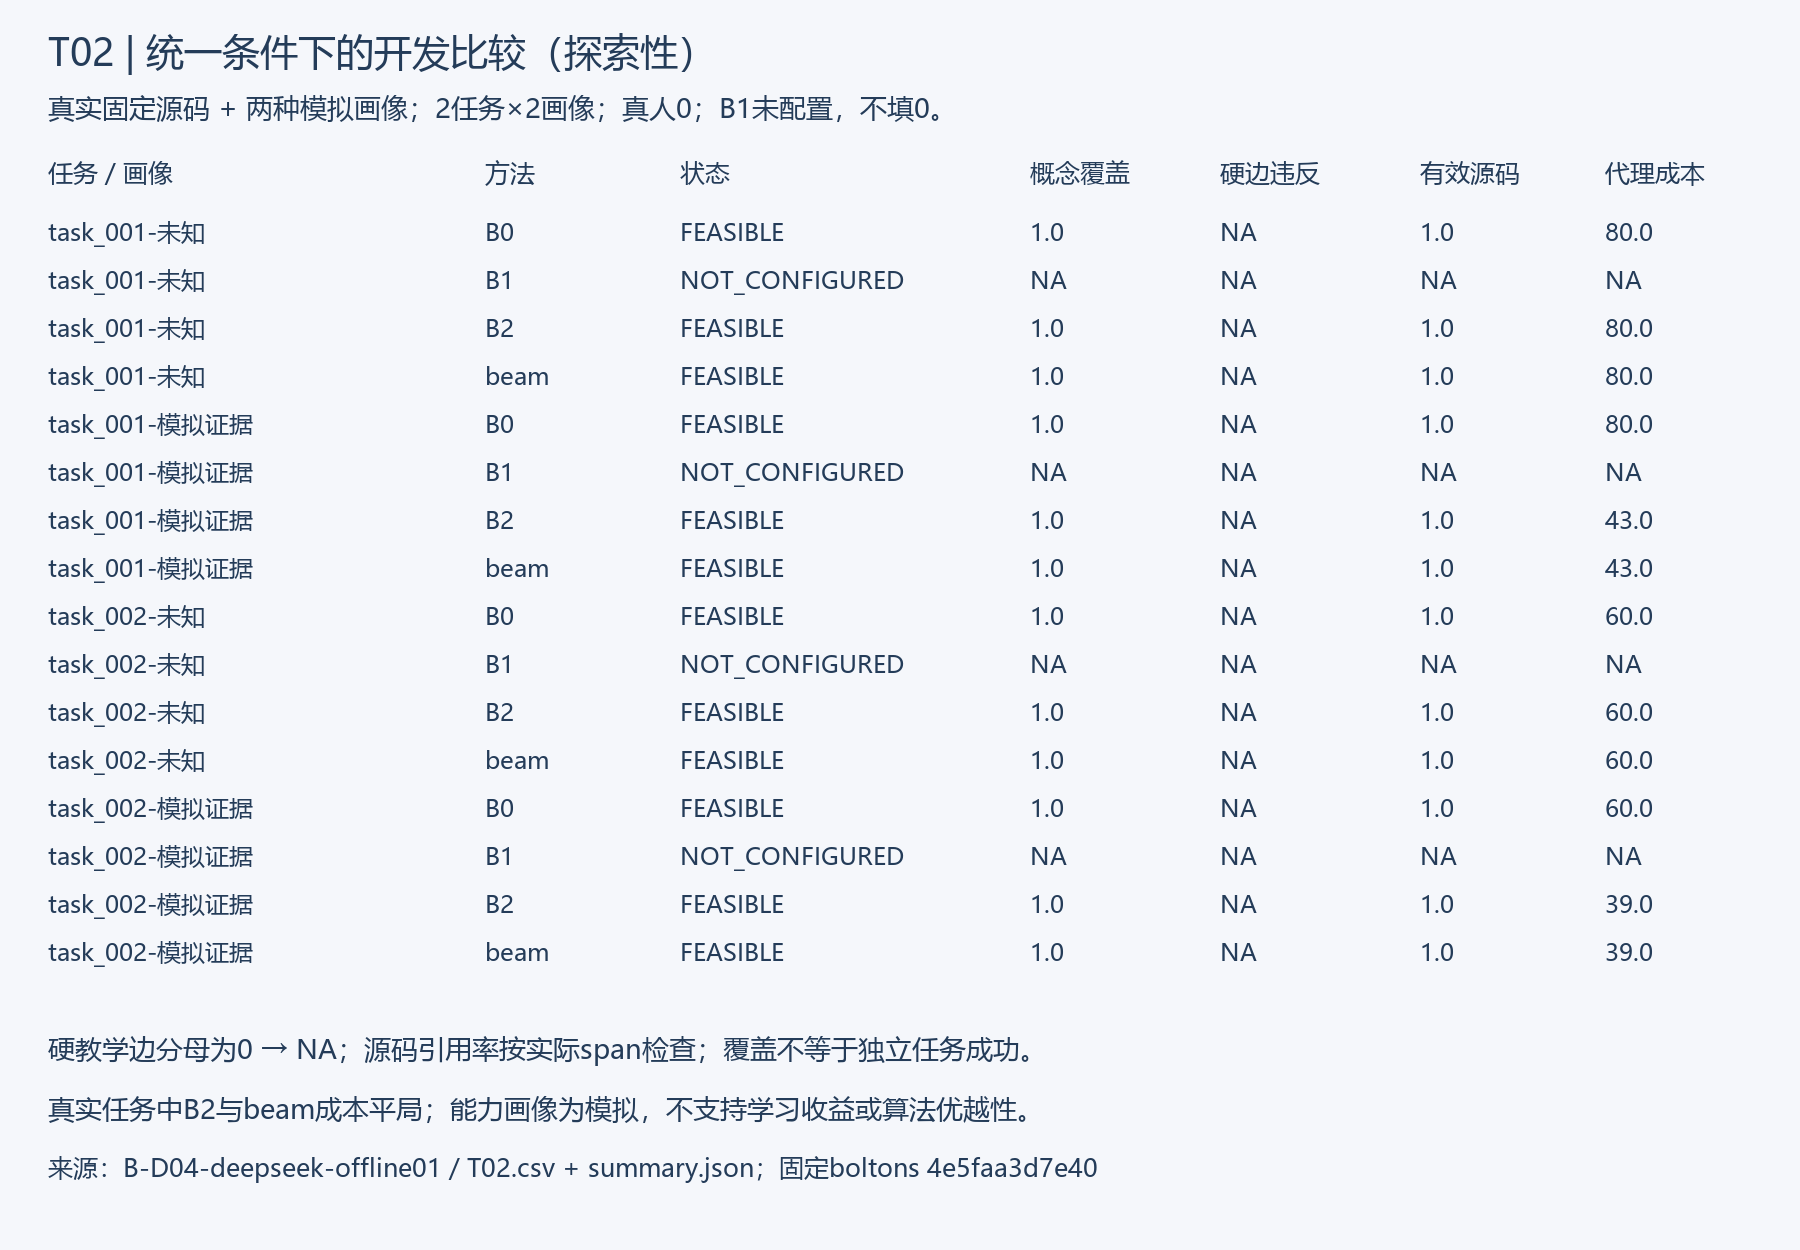 T02 | 统一条件下的开发比较（探索性）
真实固定源码 + 两种模拟画像；2任务×2画像；真人0；B1未配置，不填0。
任务 / 画像 方法 状态 概念覆盖 硬边违反 有效源码 代理成本
task_001-未知 B0 FEASIBLE 1.0 NA 1.0 80.0
task_001-未知 B1 NOT_CONFIGURED NA NA NA NA
task_001-未知 B2 FEASIBLE 1.0 NA 1.0 80.0
task_001-未知 beam FEASIBLE 1.0 NA 1.0 80.0
task_001-模拟证据 B0 FEASIBLE 1.0 NA 1.0 80.0
task_001-模拟证据 B1 NOT_CONFIGURED NA NA NA NA
task_001-模拟证据 B2 FEASIBLE 1.0 NA 1.0 43.0
task_001-模拟证据 beam FEASIBLE 1.0 NA 1.0 43.0
task_002-未知 B0 FEASIBLE 1.0 NA 1.0 60.0
task_002-未知 B1 NOT_CONFIGURED NA NA NA NA
task_002-未知 B2 FEASIBLE 1.0 NA 1.0 60.0
task_002-未知 beam FEASIBLE 1.0 NA 1.0 60.0
task_002-模拟证据 B0 FEASIBLE 1.0 NA 1.0 60.0
task_002-模拟证据 B1 NOT_CONFIGURED NA NA NA NA
task_002-模拟证据 B2 FEASIBLE 1.0 NA 1.0 39.0
task_002-模拟证据 beam FEASIBLE 1.0 NA 1.0 39.0
硬教学边分母为0 → NA；源码引用率按实际span检查；覆盖不等于独立任务成功。
真实任务中B2与beam成本平局；能力画像为模拟，不支持学习收益或算法优越性。
来源：B-D04-deepseek-offline01 / T02.csv + summary.json；固定boltons 4e5faa3d7e40